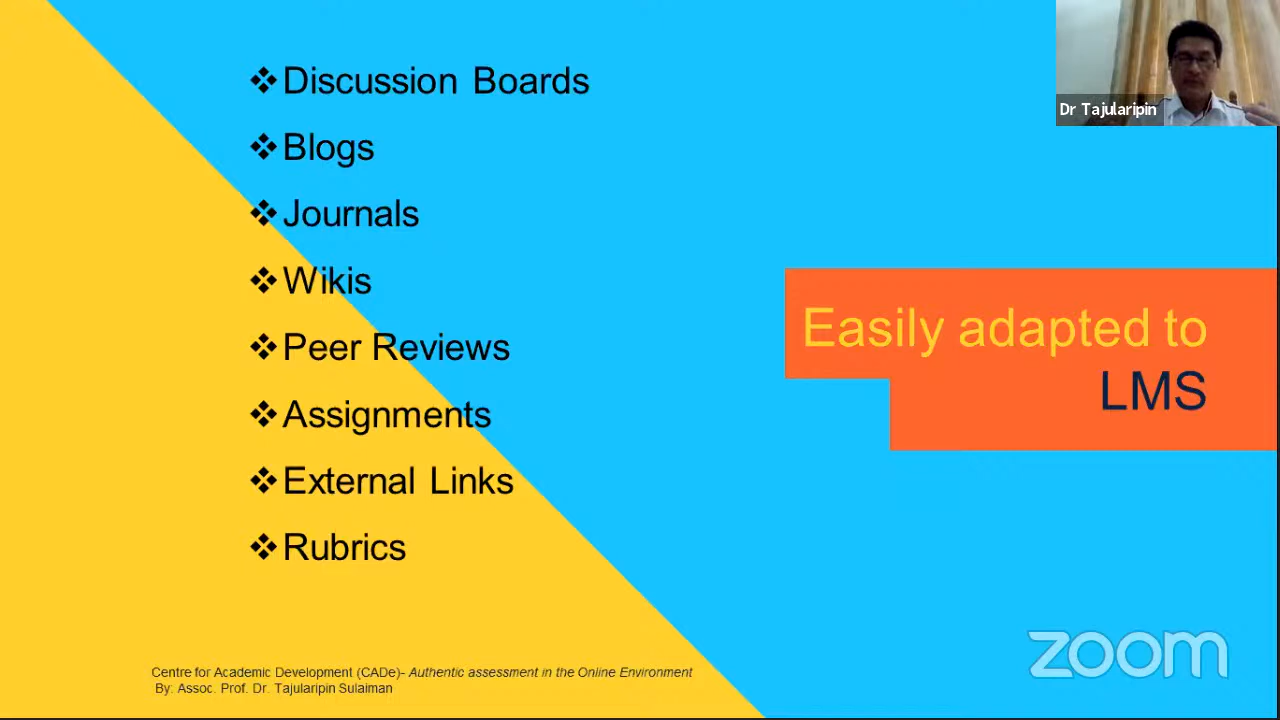 Discussion Boards
Blogs
Journals
Wikis
Peer Reviews
Assignments
External Links
Rubrics
Easily adapted to
LMS
Dr Tajularipin
Centre for Academic Development (CADe)- Authentic assessment in the Online Environment
By: Assoc. Prof. Dr. Tajularipin Sulaiman
zoom